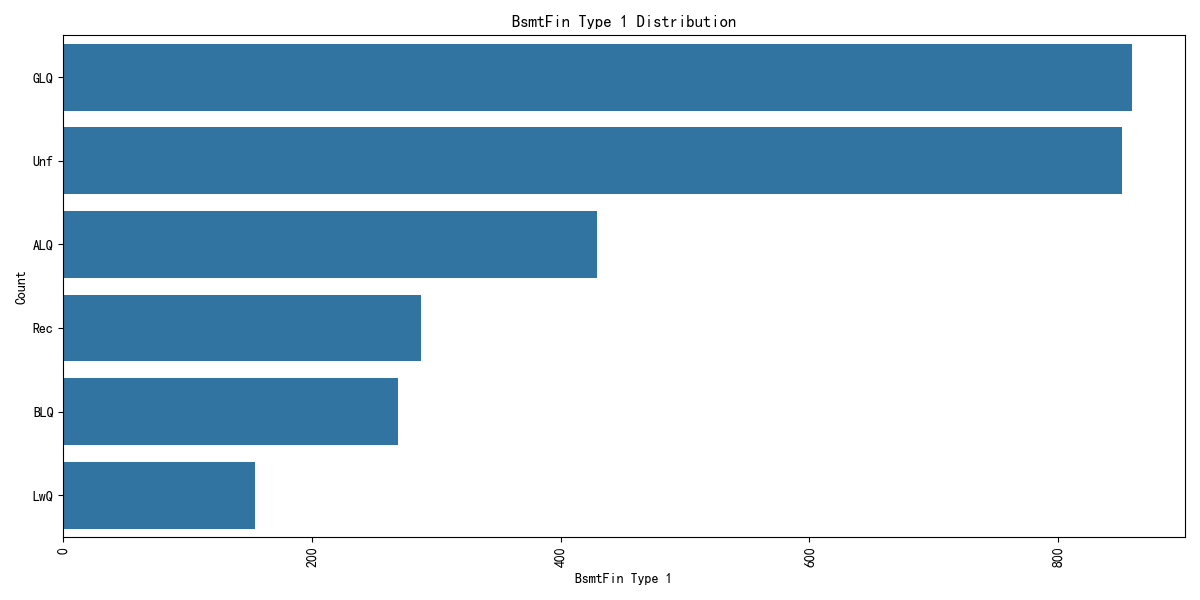 BsmtFin Type 1 Distribution
GLQ
Unf
ALQ
Rec
BLQ
LwQ
Count
0
200
400
600
800
BsmtFin Type 1